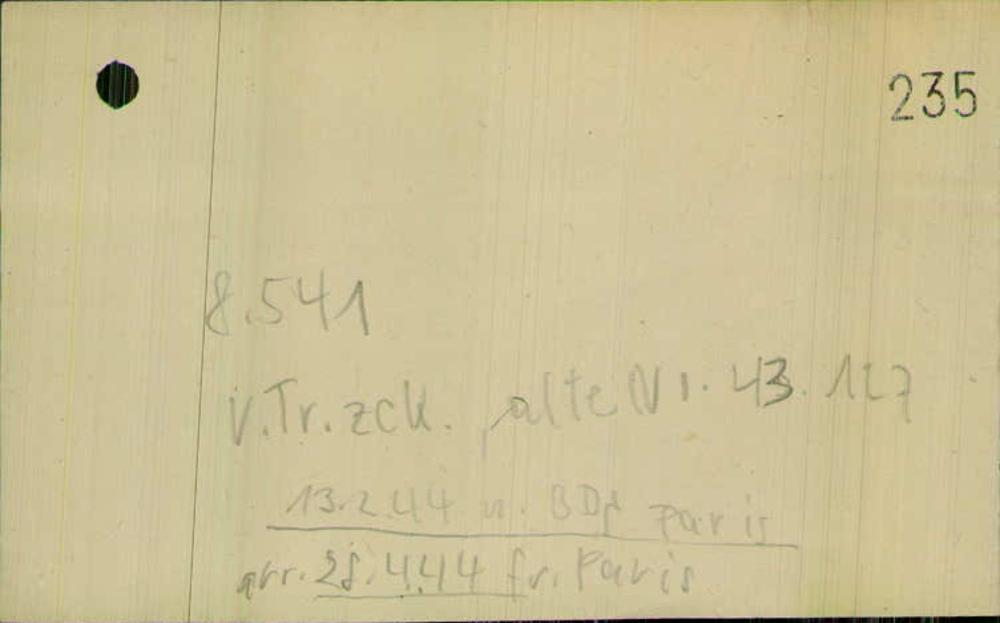 235
8.541
v.Tr.zck. alte Nr. 43.127
13.2.44 n. BDS Paris
arr. 28.4.44 fr. Paris